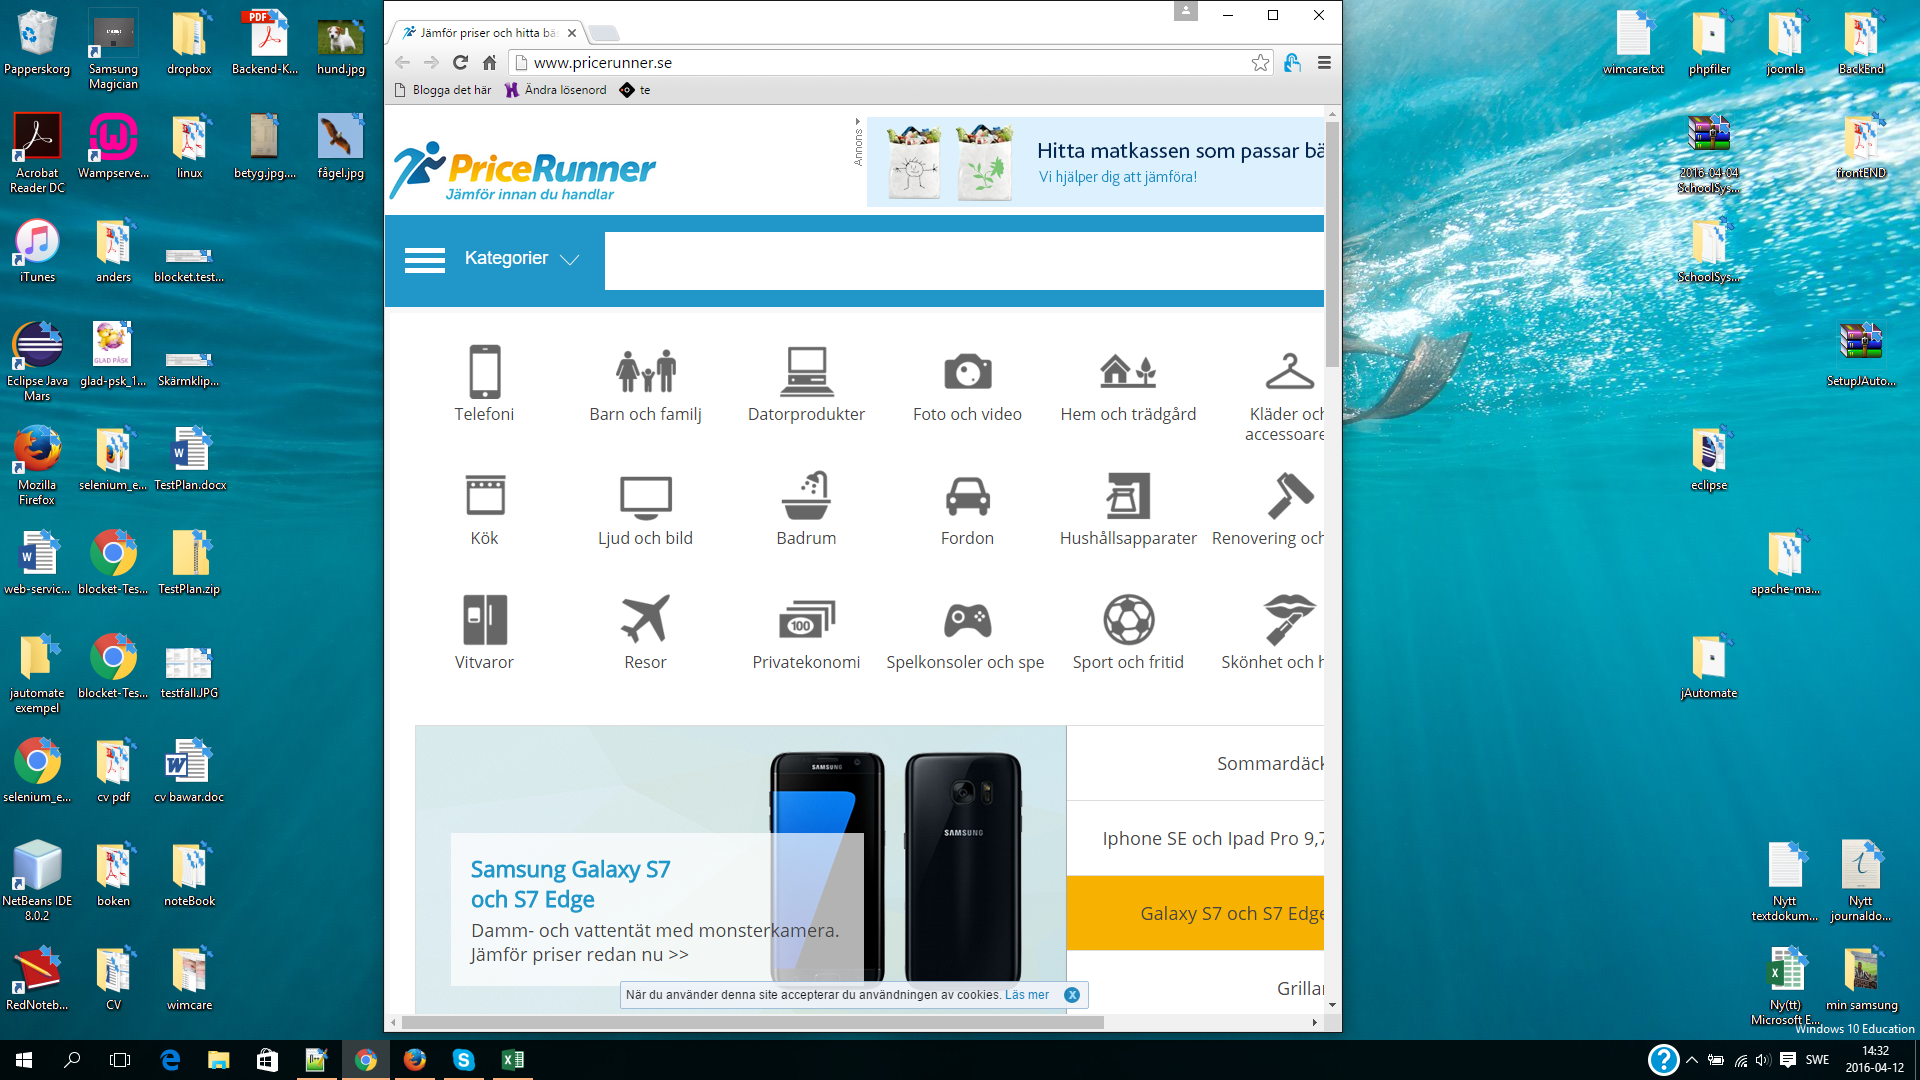 Papperskorg
Samsung
Magician
dropbox
Backend-K...
hund.jpg
Acrobat
Reader DC
Wampserve...
linux
betyg.jpg....
fågel.jpg
iTunes
anders
blocket.test...
Eclipse Java
Mars
GLAD PÅSK
glad-psk_1...
Skärmklip...
Mozilla
Firefox
selenium_e...
TestPlan.docx
web-servic...
blocket-Tes...
TestPlan.zip
jautomate
exempel
blocket-Tes...
testfall.JPG
selenium_e...
cv pdf
cv bawar.doc
NetBeans IDE
8.0.2
boken
noteBook
RedNoteb...
CV
wimcare
Jämför priser och hitta bäs
www.pricerunner.se
Blogga det här
Ändra lösenord
te
PriceRunner
Jämför innan du handlar
Annons
Hitta matkassen som passar bä
Vi hjälper dig att jämföra!
Kategorier
Telefoni
Barn och familj
Datorprodukter
Foto och video
Hem och trädgård
Kläder och
accessoare
Kök
Ljud och bild
Badrum
Fordon
Hushållsapparater
Renovering och
Vitvaror
Resor
100
Privatekonomi
Spelkonsoler och spe
Sport och fritid
Skönhet och h
SAMSUNG
SAMSUNG
Samsung Galaxy S7
och S7 Edge
Damm- och vattentät med monsterkamera.
Jämför priser redan nu >>
Sommardäck
Iphone SE och Ipad Pro 9,7
Galaxy S7 och S7 Edge
Grillar
När du använder denna site accepterar du användningen av cookies. Läs mer
X
wimcare.txt
phpfiler
joomla
BackEnd
2016-04-04
SchoolSys...
frontEND
SchoolSys...
SetupJAuto...
eclipse
apache-ma...
jAutomate
Nytt
textdokum...
Nytt
journaldo...
Ny(tt)
Microsoft E...
min samsung
Windows 10 Education
SWE
14:32
2016-04-12